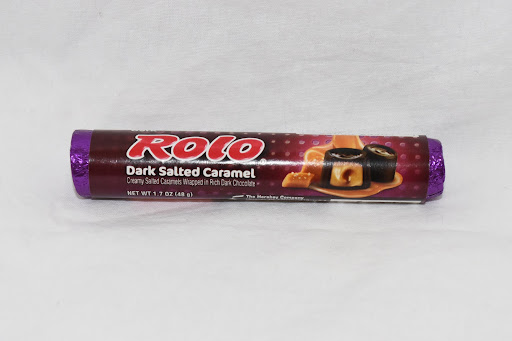 ROLO®
Dark Salted Caramel
Creamy Salted Caramels Wrapped in Rich Dark Chocolate
NET WT 1.7 OZ (48 g)
The Hershey Company